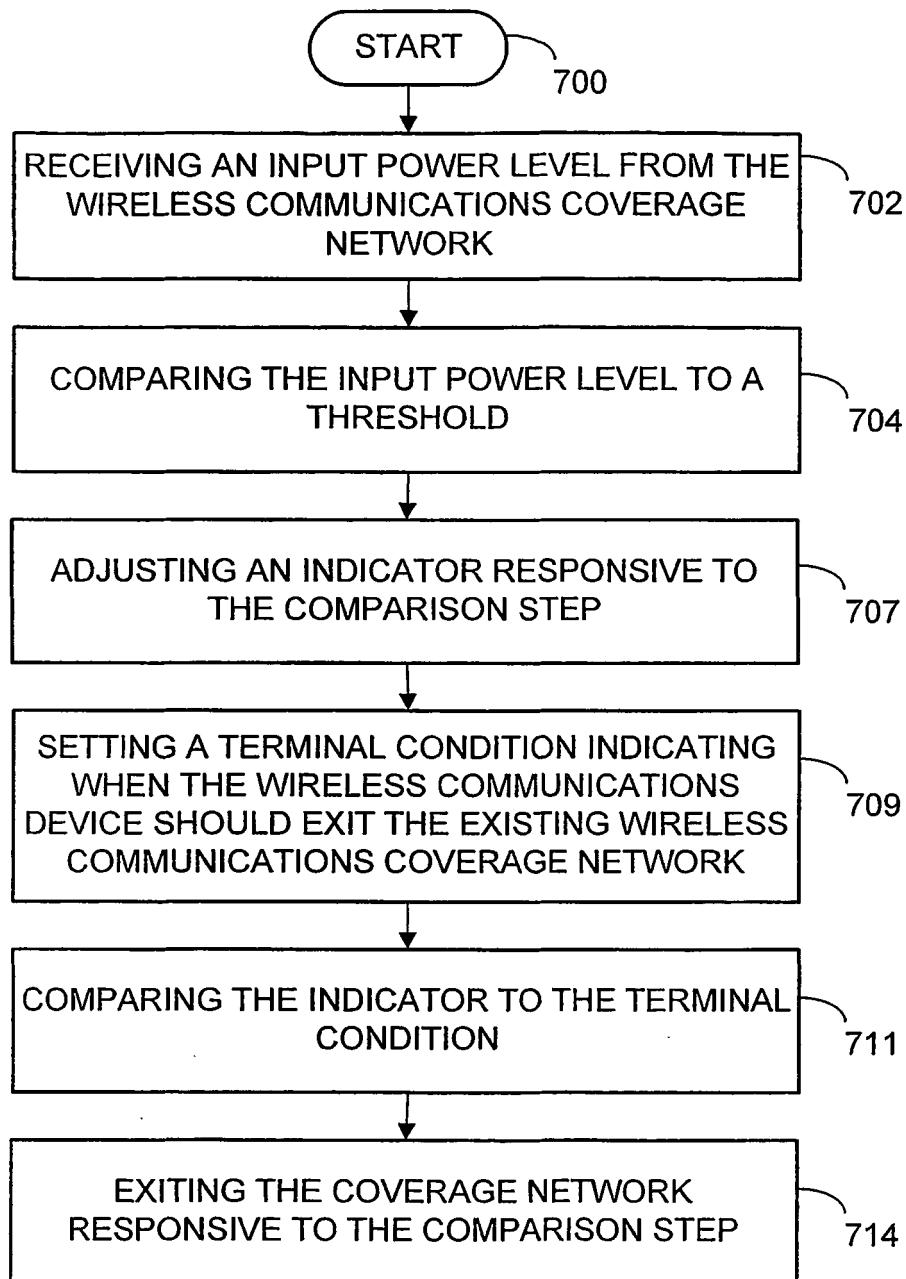 START
700
RECEIVING AN INPUT POWER LEVEL FROM THE
WIRELESS COMMUNICATIONS COVERAGE
NETWORK
702
COMPARING THE INPUT POWER LEVEL TO A
THRESHOLD
704
ADJUSTING AN INDICATOR RESPONSIVE TO
THE COMPARISON STEP
707
SETTING A TERMINAL CONDITION INDICATING
WHEN THE WIRELESS COMMUNICATIONS
DEVICE SHOULD EXIT THE EXISTING WIRELESS
COMMUNICATIONS COVERAGE NETWORK
709
COMPARING THE INDICATOR TO THE TERMINAL
CONDITION
711
EXITING THE COVERAGE NETWORK
RESPONSIVE TO THE COMPARISON STEP
714